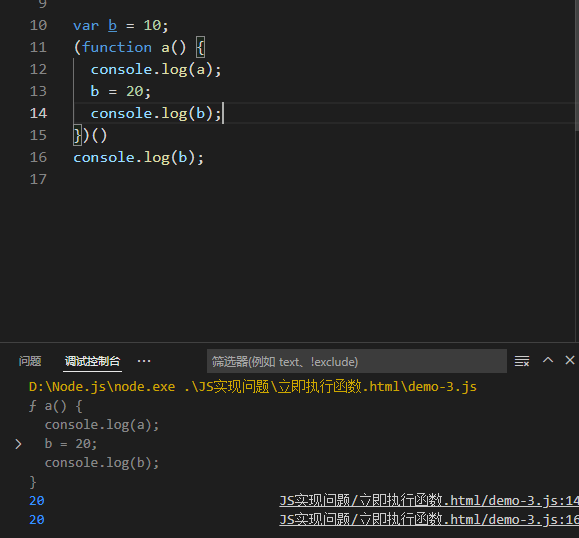 9
10 var b = 10;
11 (function a() {
12 console.log(a);
13 b = 20;
14 console.log(b);
15 })()
16 console.log(b);
17
问题 调试控制台 ··· 筛选器(例如 text、!exclude)
D:\Node.js\node.exe .\JS实现问题\立即执行函数.html\demo-3.js
ƒ a() {
console.log(a);
b = 20;
console.log(b);
}
20 JS实现问题/立即执行函数.html/demo-3.js:14
20 JS实现问题/立即执行函数.html/demo-3.js:16